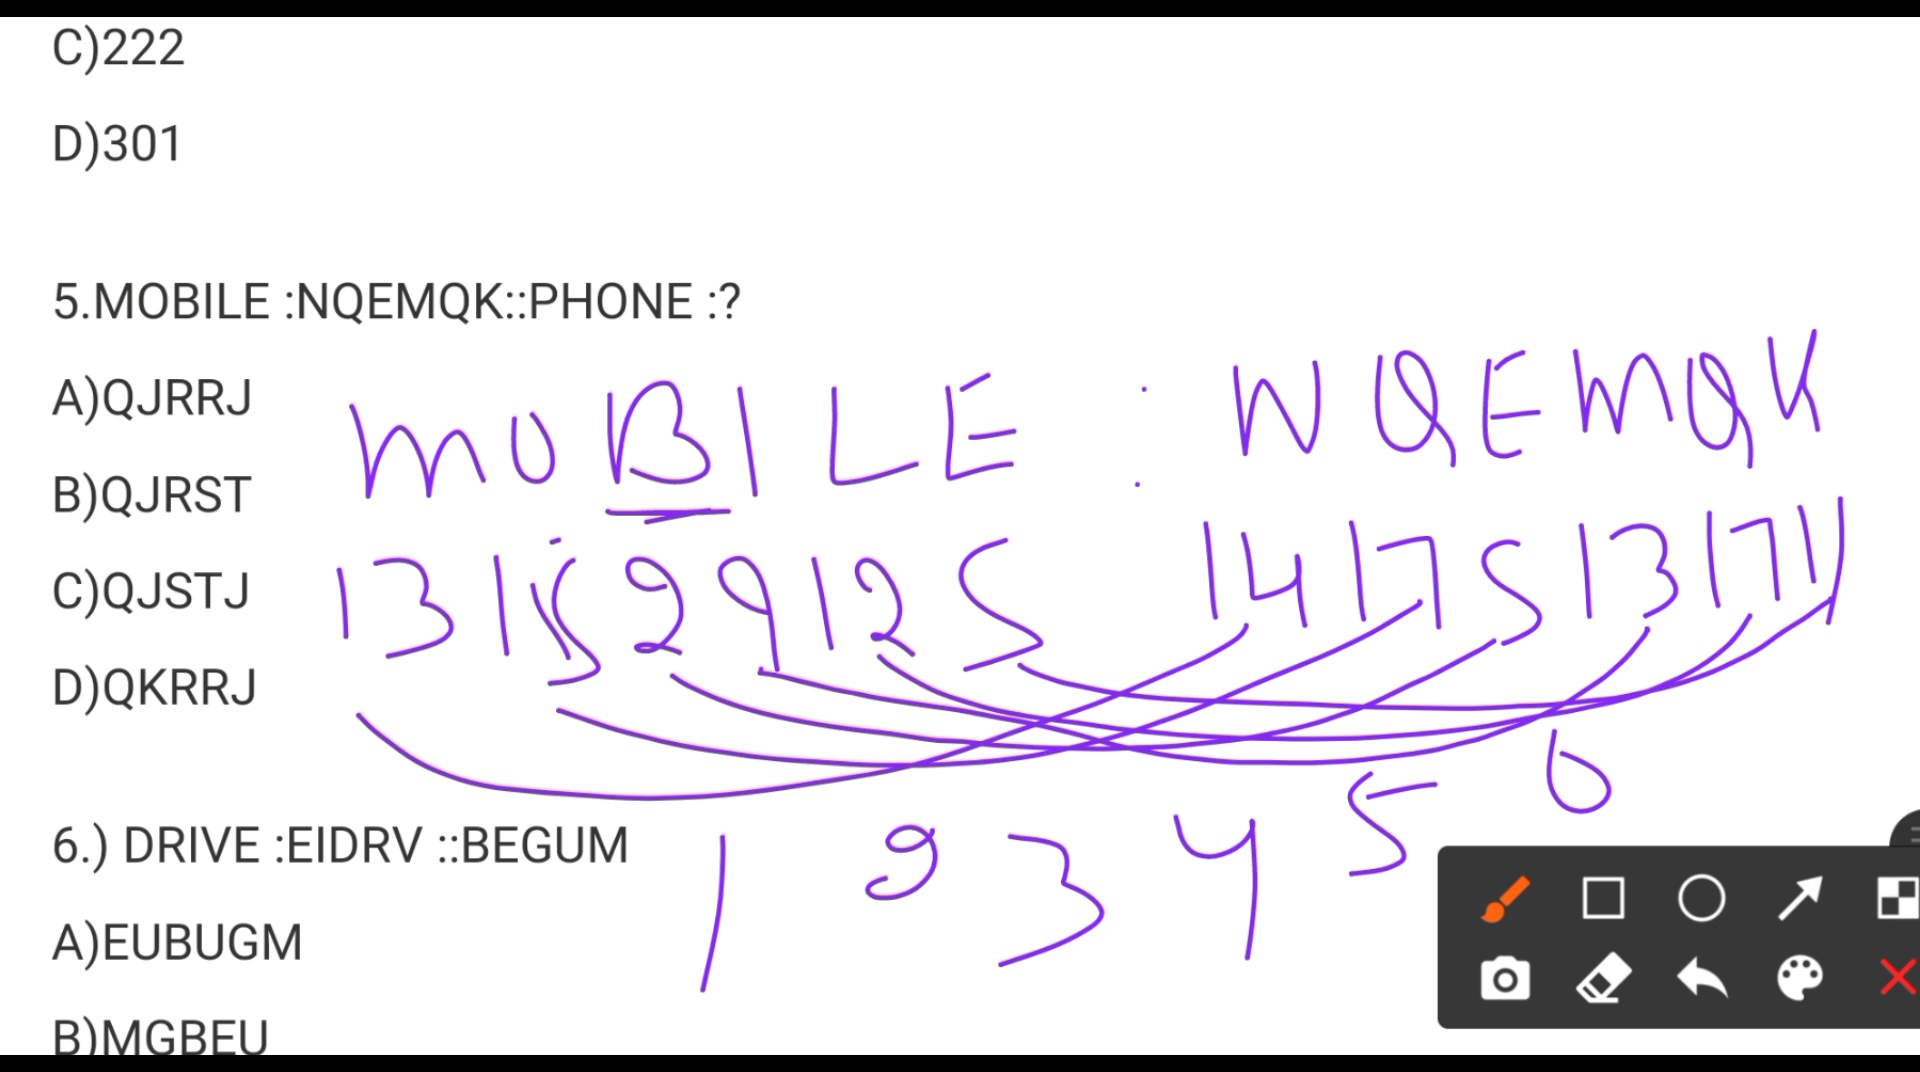 C)222
D)301
5.MOBILE :NQEMQK::PHONE :?
A)QJRRJ
MOBILE : NQEMQK
B)QJRST
C)QJSTJ
13 15 2 9 12 5 14 17 5 13 17 11
D)QKRRJ
6.) DRIVE :EIDRV ::BEGUM
1 2 3 4 5 6
A)EUBUGM
B)MGBEU